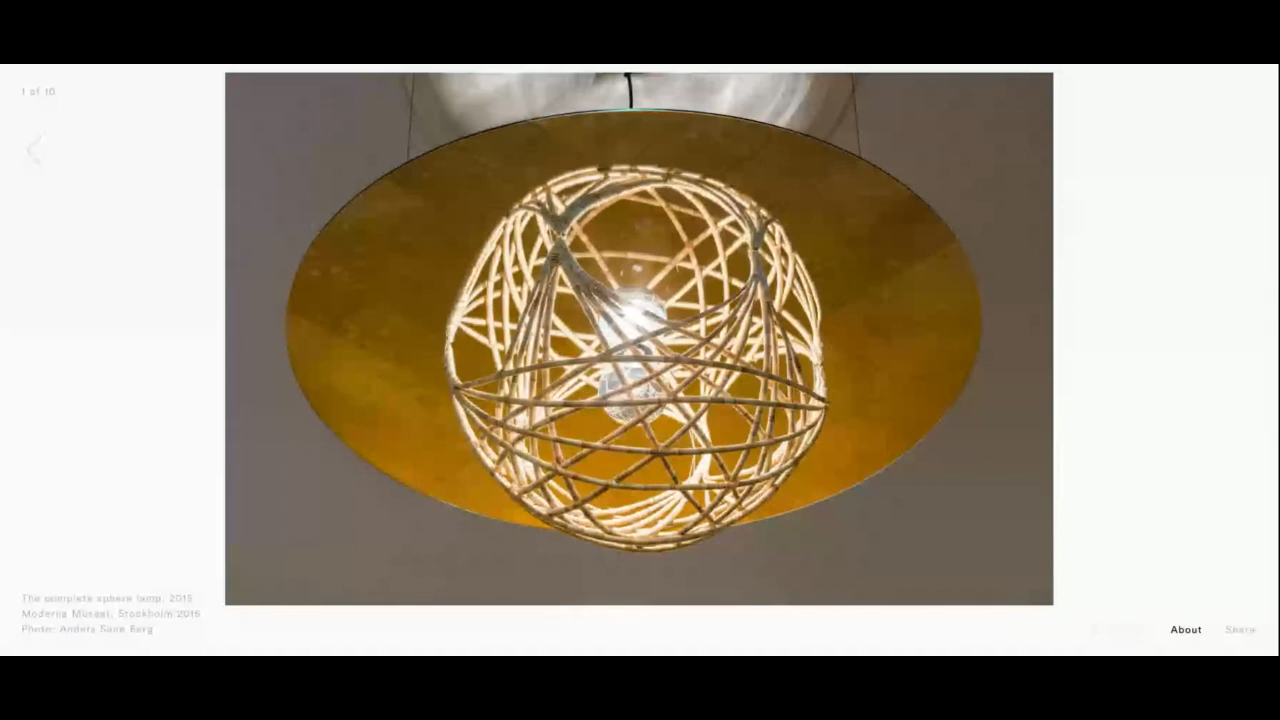 1 of 10
The complete sphere lamp, 2015
Moderna Museet, Stockholm 2015
Photo: Anders Sune Berg
About
Share